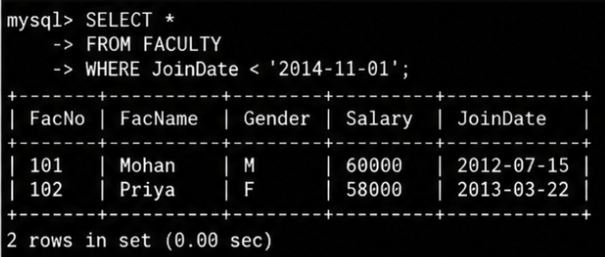 mysql> SELECT *
    -> FROM FACULTY
    -> WHERE JoinDate < '2014-11-01';
+-------+---------+--------+--------+------------+
| FacNo | FacName | Gender | Salary | JoinDate   |
+-------+---------+--------+--------+------------+
| 101   | Mohan   | M      | 60000  | 2012-07-15 |
| 102   | Priya   | F      | 58000  | 2013-03-22 |
+-------+---------+--------+--------+------------+
2 rows in set (0.00 sec)